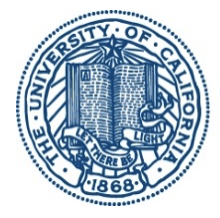 THE · UNIVERSITY · OF · CALIFORNIA ·
LET THERE BE LIGHT
· 1868 ·